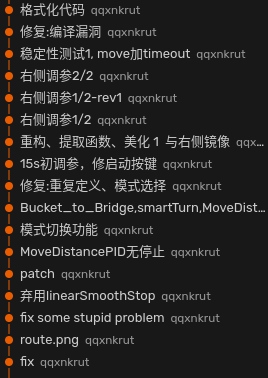 格式化代码 qqxnkrut
修复:编译漏洞 qqxnkrut
稳定性测试1, move加timeout qqxnkrut
右侧调参2/2 qqxnkrut
右侧调参1/2-rev1 qqxnkrut
右侧调参1/2 qqxnkrut
重构、提取函数、美化 1 与右侧镜像 qqx…
15s初调参，修启动按键 qqxnkrut
修复:重复定义、模式选择 qqxnkrut
Bucket_to_Bridge,smartTurn,MoveDist…
模式切换功能 qqxnkrut
MoveDistancePID无停止 qqxnkrut
patch qqxnkrut
弃用linearSmoothStop qqxnkrut
fix some stupid problem qqxnkrut
route.png qqxnkrut
fix qqxnkrut